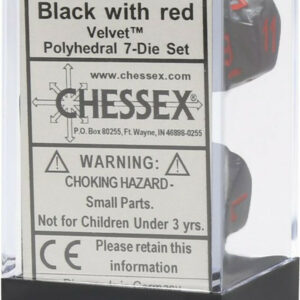 Black with red
Velvet™
Polyhedral 7-Die Set
www.chessex.com
CHESSEX®
P.O. Box 80255, Ft. Wayne, IN 46898-0255
WARNING:
CHOKING HAZARD-
Small Parts.
Not for Children Under 3 yrs.
CE Please retain this
information